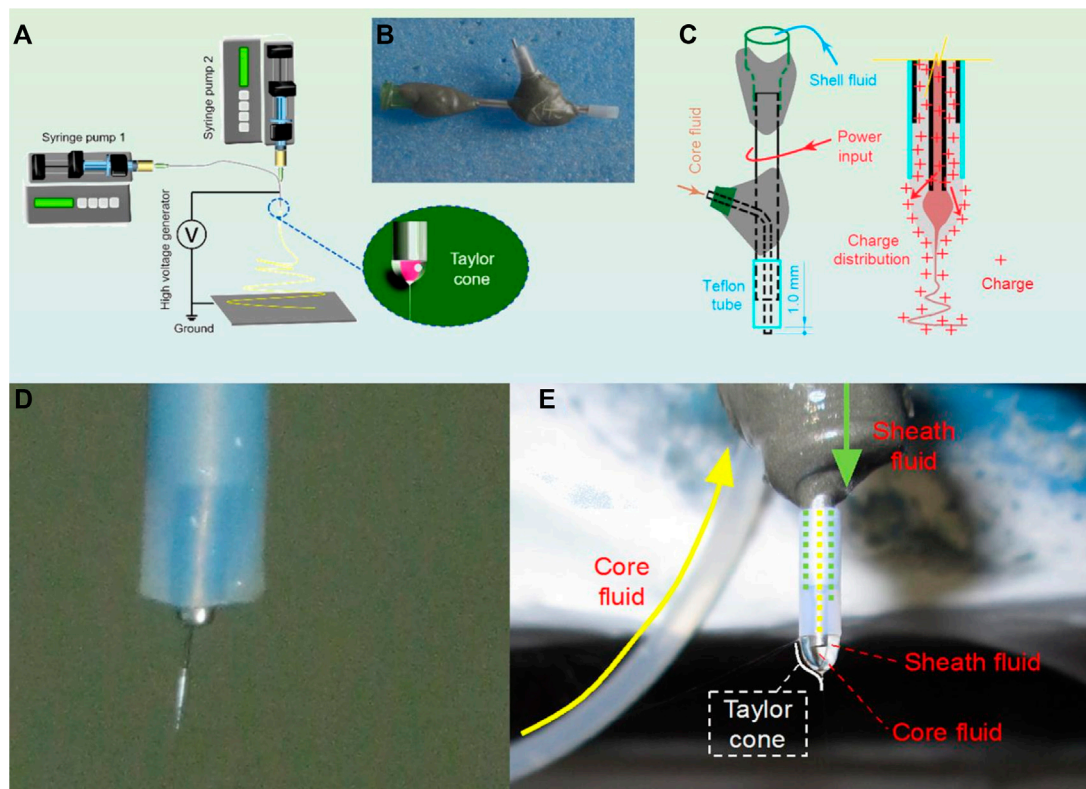 A
Syringe pump 2
Syringe pump 1
High voltage generator
V
Ground
Taylor
cone
B
C
Shell fluid
Core fluid
Power
input
Teflon
tube
1.0 mm
Charge
distribution
+
Charge
D
E
Sheath
fluid
Core
fluid
Sheath fluid
Taylor
cone
Core fluid